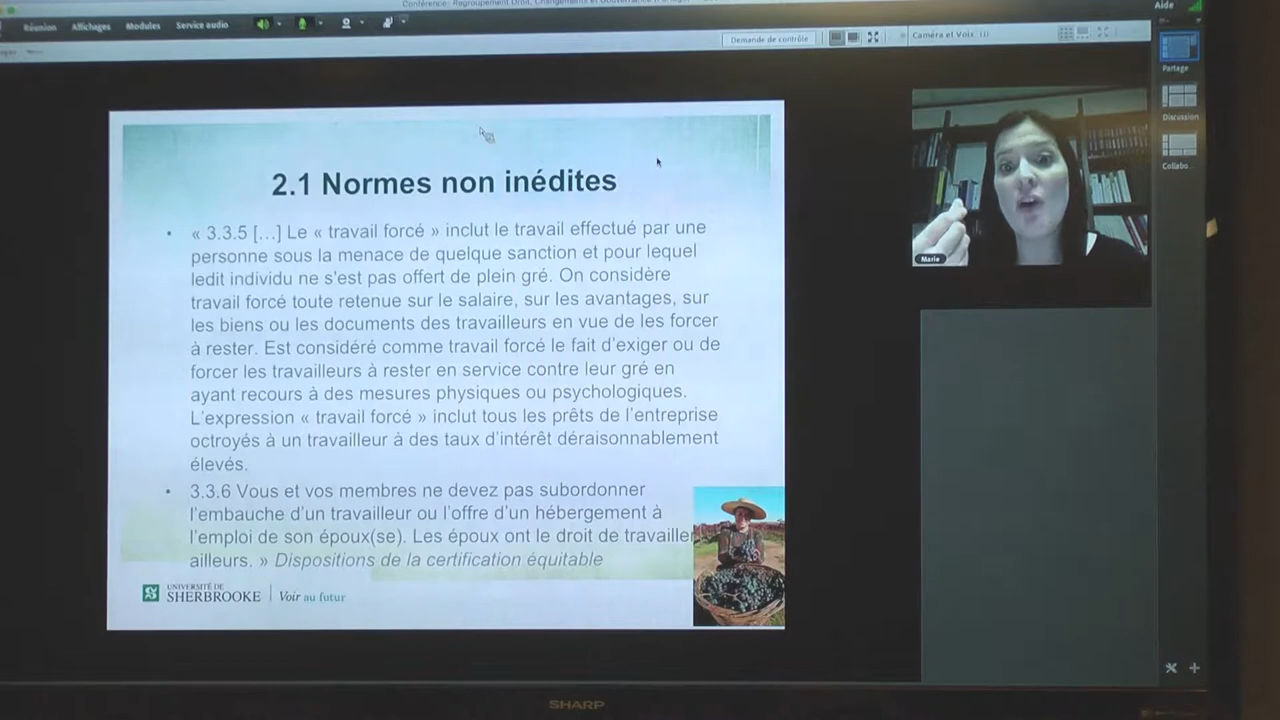 Conférence : Regroupement Droit, Changements et Gouvernance
Aide
Réunion Affichages Modules Service audio
Demande de contrôle
Caméra et Voix (1)
Partage
Discussion
Collabo...
2.1 Normes non inédites
• « 3.3.5 […] Le « travail forcé » inclut le travail effectué par une
personne sous la menace de quelque sanction et pour lequel
ledit individu ne s'est pas offert de plein gré. On considère
travail forcé toute retenue sur le salaire, sur les avantages, sur
les biens ou les documents des travailleurs en vue de les forcer
à rester. Est considéré comme travail forcé le fait d'exiger ou de
forcer les travailleurs à rester en service contre leur gré en
ayant recours à des mesures physiques ou psychologiques.
L'expression « travail forcé » inclut tous les prêts de l'entreprise
octroyés à un travailleur à des taux d'intérêt déraisonnablement
élevés.
• 3.3.6 Vous et vos membres ne devez pas subordonner
l'embauche d'un travailleur ou l'offre d'un hébergement à
l'emploi de son époux(se). Les époux ont le droit de travailler
ailleurs. » Dispositions de la certification équitable
UNIVERSITÉ DE
SHERBROOKE
Voir au futur
Marie
SHARP